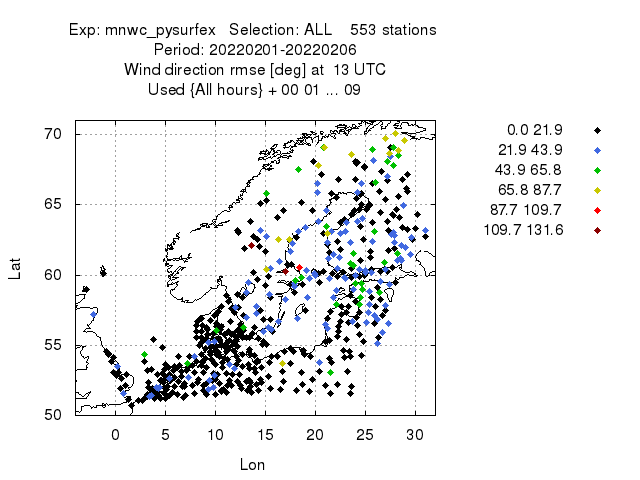 Exp: mnwc_pysurfex   Selection: ALL    553 stations
Period: 20220201-20220206
Wind direction rmse [deg] at  13 UTC
Used {All hours} + 00 01 ... 09
70
65
60
55
50
Lat
0 5 10 15 20 25 30
Lon
0.0 21.9
21.9 43.9
43.9 65.8
65.8 87.7
87.7 109.7
109.7 131.6